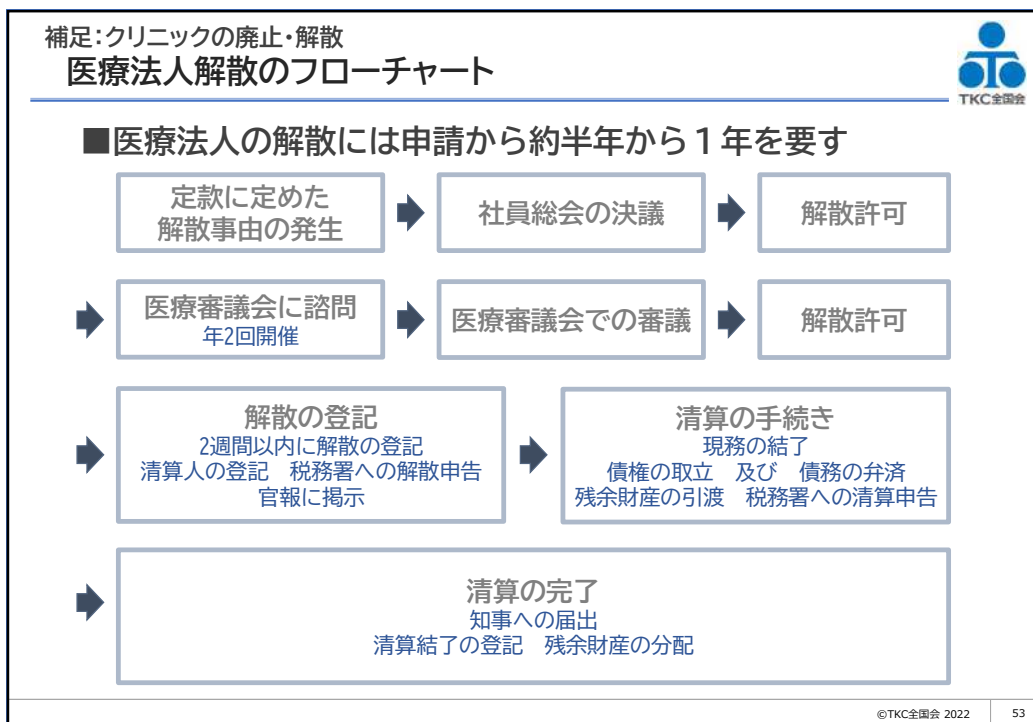 補足:クリニックの廃止・解散
医療法人解散のフローチャート
TKC全国会
■医療法人の解散には申請から約半年から１年を要す
定款に定めた
解散事由の発生
社員総会の決議
解散許可
医療審議会に諮問
年2回開催
医療審議会での審議
解散許可
解散の登記
2週間以内に解散の登記
清算人の登記　税務署への解散申告
官報に掲示
清算の手続き
現務の結了
債権の取立　及び　債務の弁済
残余財産の引渡　税務署への清算申告
清算の完了
知事への届出
清算結了の登記　残余財産の分配
©TKC全国会 2022
53